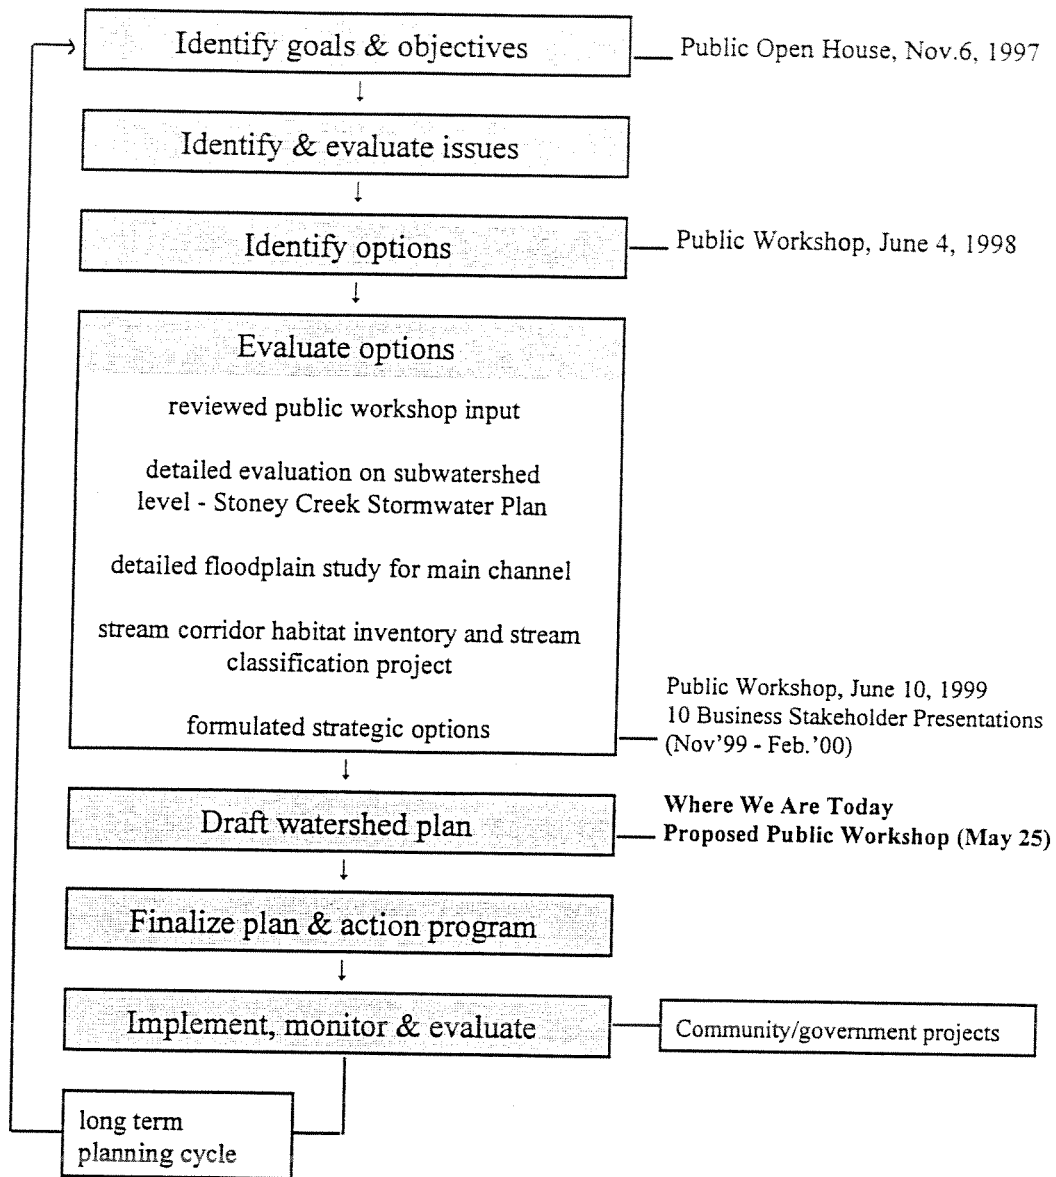 Identify goals & objectives
Public Open House, Nov.6, 1997
Identify & evaluate issues
Identify options
Public Workshop, June 4, 1998
Evaluate options
reviewed public workshop input
detailed evaluation on subwatershed
level - Stoney Creek Stormwater Plan
detailed floodplain study for main channel
stream corridor habitat inventory and stream
classification project
formulated strategic options
Public Workshop, June 10, 1999
10 Business Stakeholder Presentations
(Nov'99 - Feb.'00)
Draft watershed plan
Where We Are Today
Proposed Public Workshop (May 25)
Finalize plan & action program
Implement, monitor & evaluate
Community/government projects
long term
planning cycle